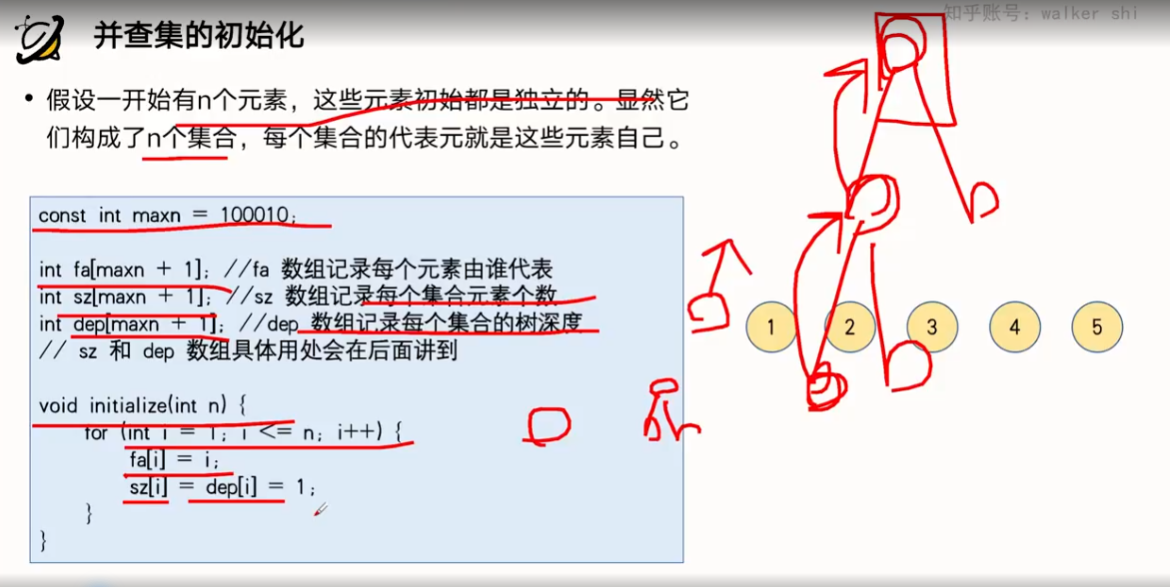 知乎账号：walker shi
并查集的初始化
• 假设一开始有n个元素，这些元素初始都是独立的。显然它
们构成了n个集合，每个集合的代表元就是这些元素自己。
const int maxn = 100010;
int fa[maxn + 1]; //fa 数组记录每个元素由谁代表
int sz[maxn + 1]; //sz 数组记录每个集合元素个数
int dep[maxn + 1]; //dep 数组记录每个集合的树深度
// sz 和 dep 数组具体用处会在后面讲到
void initialize(int n) {
for (int i = 1; i <= n; i++) {
fa[i] = i;
sz[i] = dep[i] = 1;
}
}
1 2 3 4 5